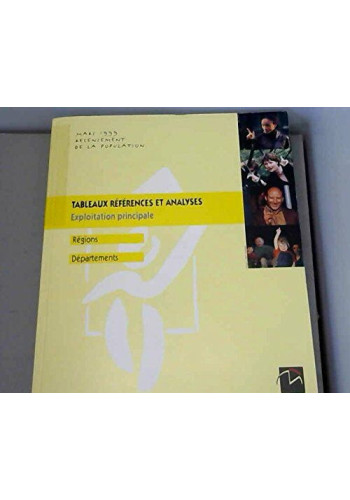 MARS 1999
RECENSEMENT
DE LA POPULATION
TABLEAUX RÉFÉRENCES ET ANALYSES
Exploitation principale
Régions
Départements